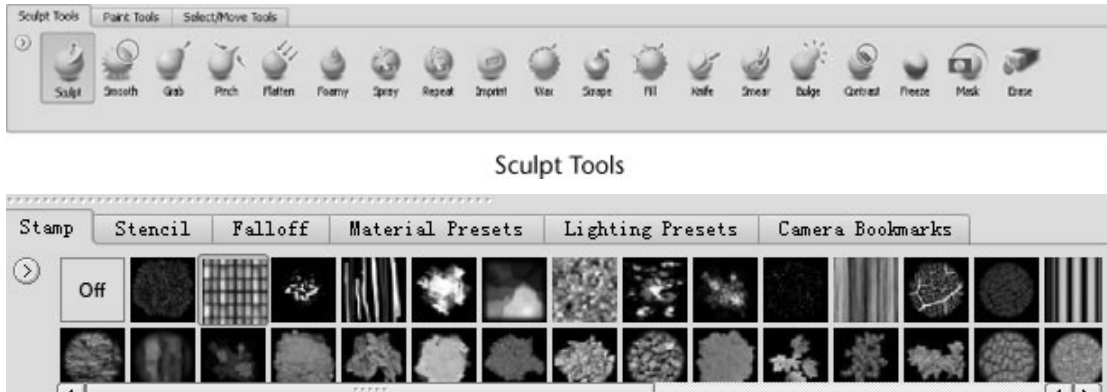 Sculpt Tools Paint Tools Select/Move Tools
Sculpt Smooth Grab Pinch Flatten Foamy Spray Repeat Imprint Wax Scrape Fill Knife Smear Bulge Contrast Freeze Mask Erase
Sculpt Tools
Stamp Stencil Falloff Material Presets Lighting Presets Camera Bookmarks
Off